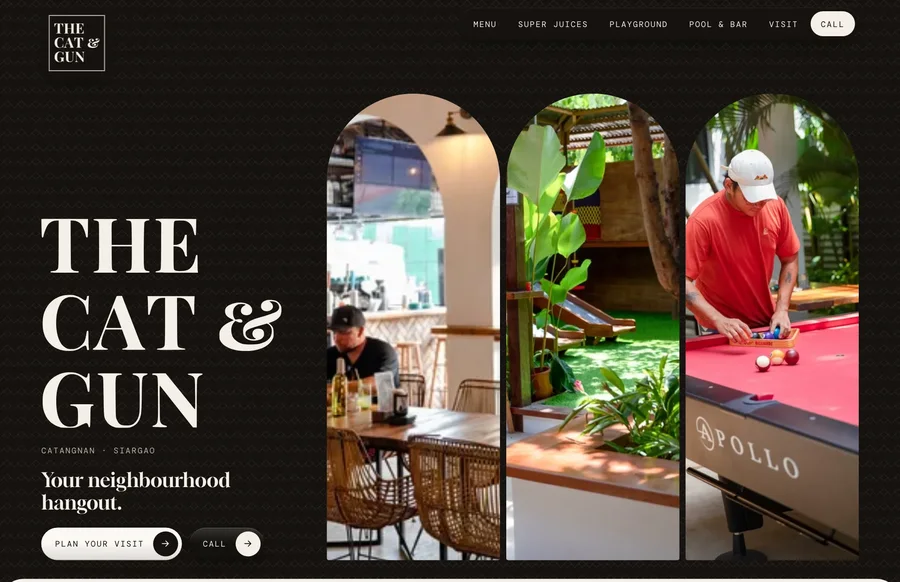 THE
CAT &
GUN
MENU
SUPER JUICES
PLAYGROUND
POOL & BAR
VISIT
CALL
THE
CAT &
GUN
CATANGNAN · SIARGAO
Your neighbourhood
hangout.
PLAN YOUR VISIT →
CALL →
APOLLO